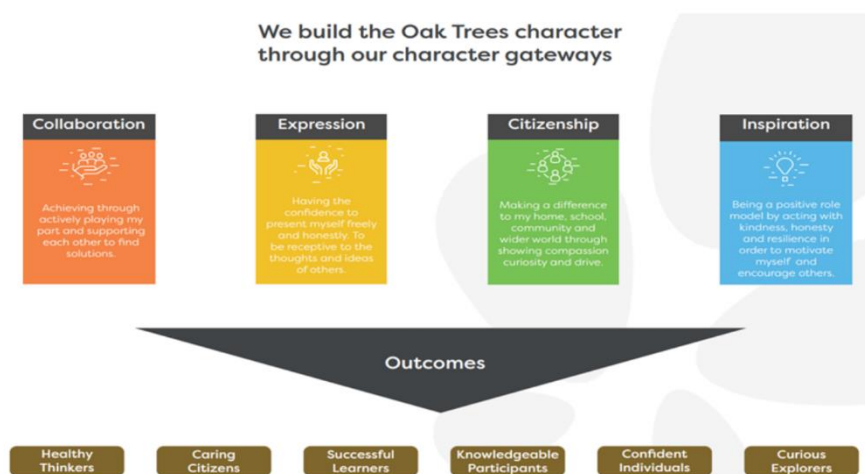 We build the Oak Trees character
through our character gateways
Collaboration
Achieving through
actively playing my
part and supporting
each other to find
solutions.
Expression
Having the
confidence to
present myself freely
and honestly. To
be receptive to the
thoughts and ideas
of others.
Citizenship
Making a difference
to my home, school,
community and
wider world through
showing compassion
curiosity and drive.
Inspiration
Being a positive role
model by acting with
kindness, honesty
and resilience in
order to motivate
myself and
encourage others.
Outcomes
Healthy
Thinkers
Caring
Citizens
Successful
Learners
Knowledgeable
Participants
Confident
Individuals
Curious
Explorers